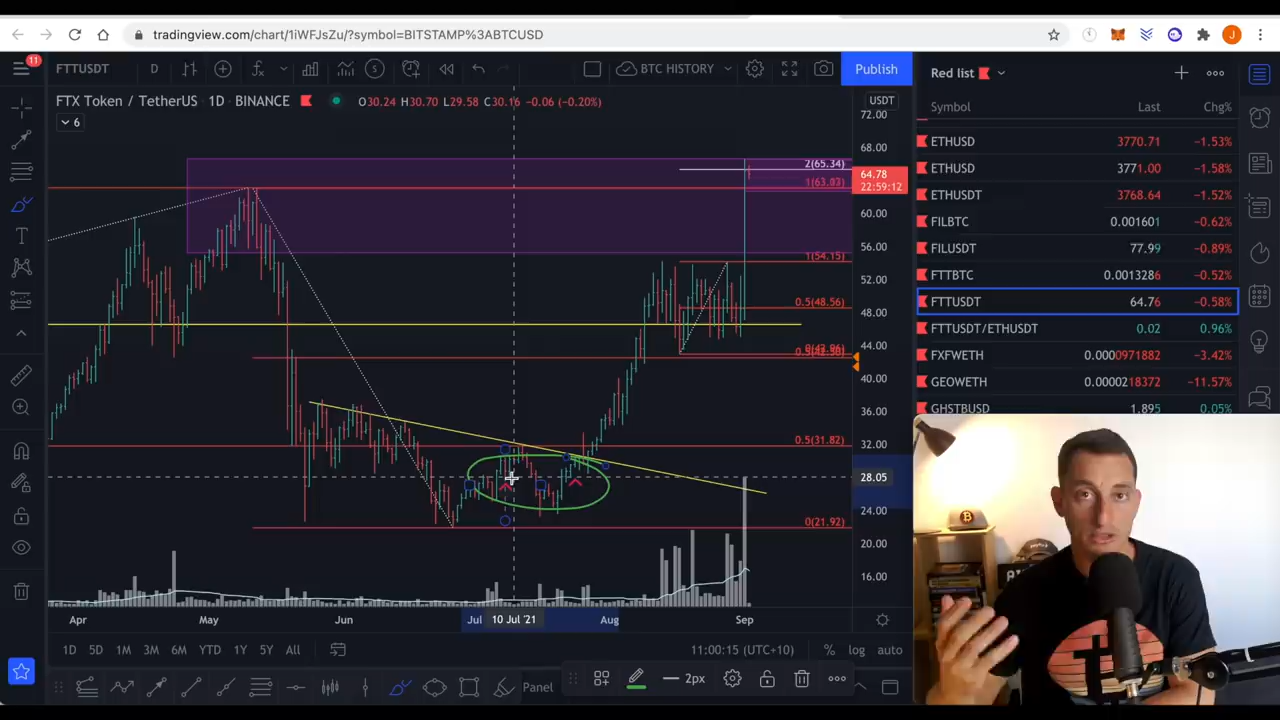 tradingview.com/chart/1iWFJsZu/?symbol=BITSTAMP%3ABTCUSD
J
11
FTTUSDT D
BTC HISTORY
Publish
Red list
FTX Token / TetherUS 1D BINANCE O30.24 H30.70 L29.58 C30.16 -0.06 (-0.20%)
USDT
6
Symbol Last Chg%
ETHUSD 3770.71 −1.53%
ETHUSD 3771.00 −1.58%
ETHUSDT 3768.64 −1.52%
FILBTC 0.001601 −0.62%
FILUSDT 77.99 −0.89%
FTTBTC 0.0013286 −0.52%
FTTUSDT 64.76 −0.58%
FTTUSDT/ETHUSDT 0.02 0.96%
FXFWETH 0.0000971882 −3.42%
GEOWETH 0.0000218372 −11.57%
GHSTBUSD 1.895 0.05%
72.00
68.00
2(65.34)
64.78
22:59:12
1(63.03)
60.00
56.00
1(54.15)
52.00
0.5(48.56)
48.00
44.00
40.00
36.00
32.00
0.5(31.82)
28.05
24.00
0(21.92)
20.00
16.00
Apr May Jun Jul 10 Jul '21 Aug Sep
1D 5D 1M 3M 6M YTD 1Y 5Y All
11:00:15 (UTC+10) % log auto
Panel
2px